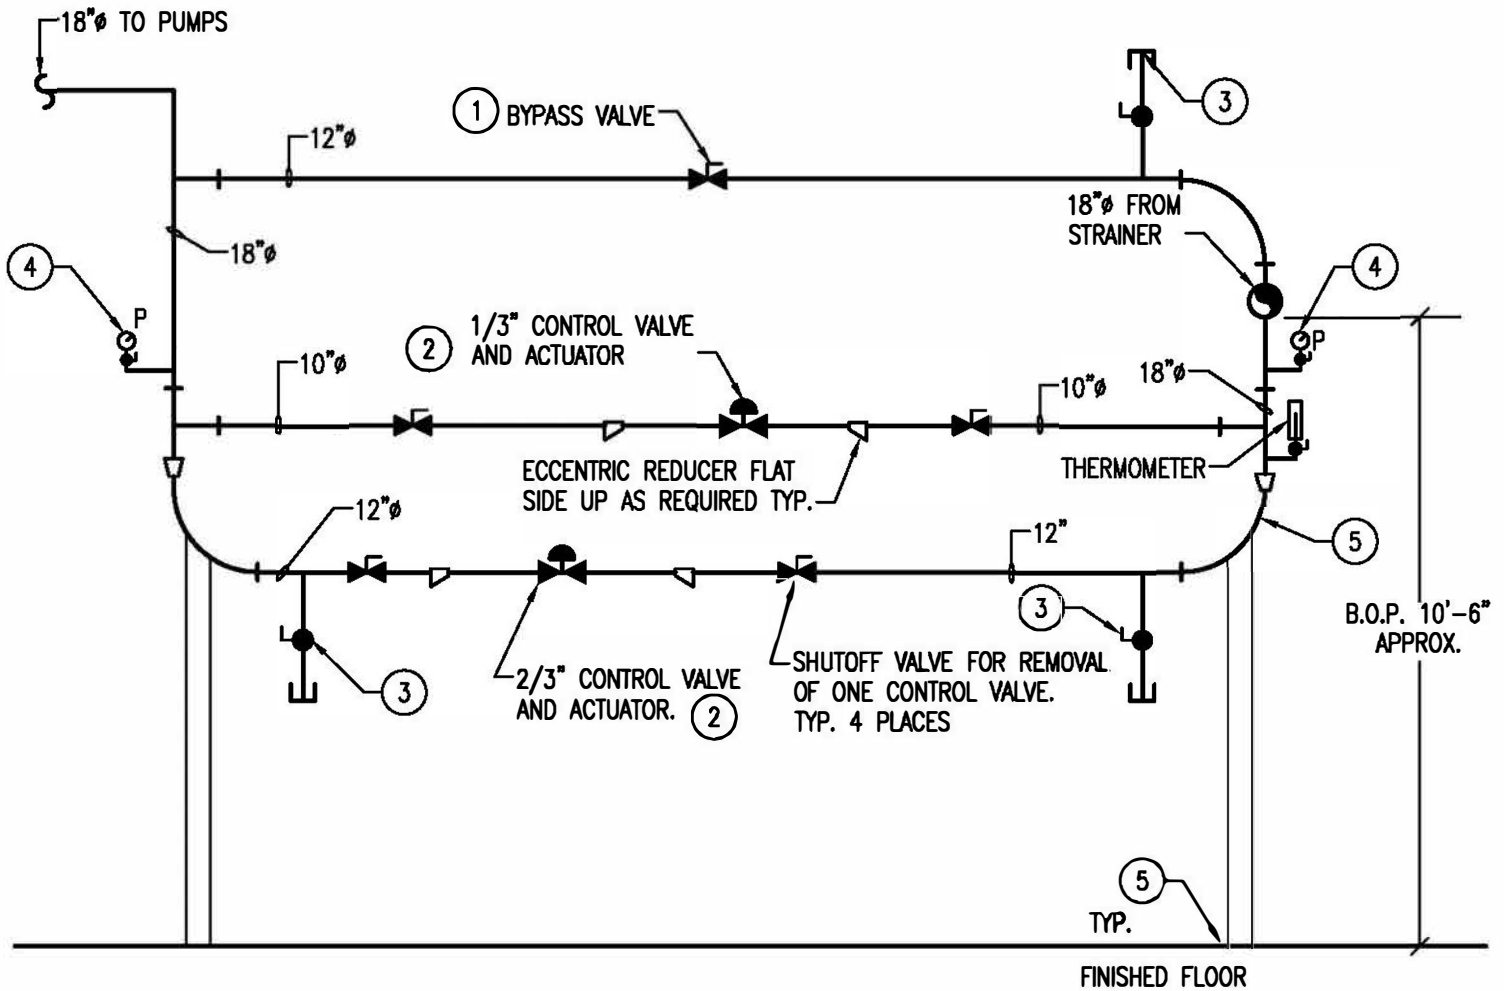 18"ø TO PUMPS
1 BYPASS VALVE
3
12"ø
18"ø FROM
STRAINER
18"ø
4
4
P
P
2
1/3" CONTROL VALVE
AND ACTUATOR
10"ø
10"ø
18"ø
ECCENTRIC REDUCER FLAT
SIDE UP AS REQUIRED TYP.
THERMOMETER
12"ø
12"
5
3
B.O.P. 10'-6"
APPROX.
3
2/3" CONTROL VALVE
AND ACTUATOR. 2
SHUTOFF VALVE FOR REMOVAL
OF ONE CONTROL VALVE.
TYP. 4 PLACES
5
TYP.
FINISHED FLOOR